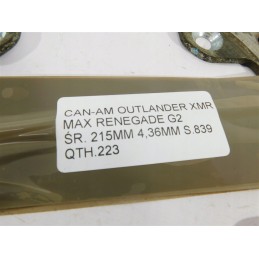 CAN-AM OUTLANDER XMR
MAX RENEGADE G2
ŚR. 215MM 4,36MM S.839
QTH.223